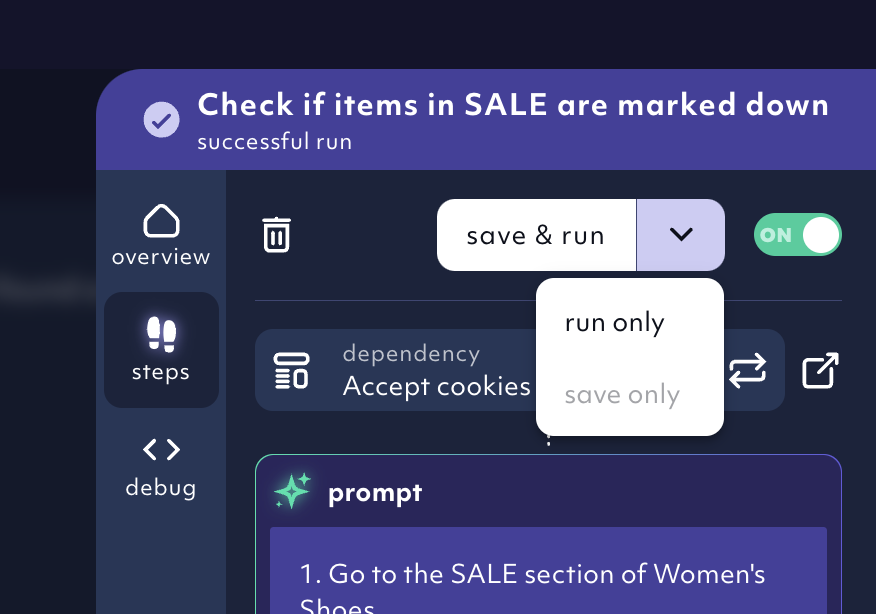 Check if items in SALE are marked down
successful run
overview
save & run
ON
run only
steps
dependency
Accept cookies
save only
debug
prompt
1. Go to the SALE section of Women's
Shoes